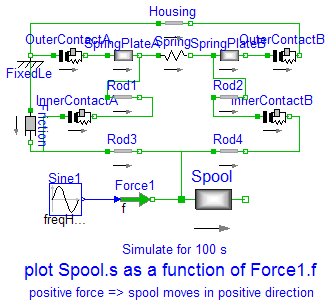 Housing
OuterContactA
SpringPlateA
Spring
SpringPlateB
OuterContactB
FixedLe
Rod1
Rod2
InnerContactA
InnerContactB
Friction
Rod3
Rod4
Sine1
Force1
Spool
freqH...
f
Simulate for 100 s
plot Spool.s as a function of Force1.f
positive force => spool moves in positive direction